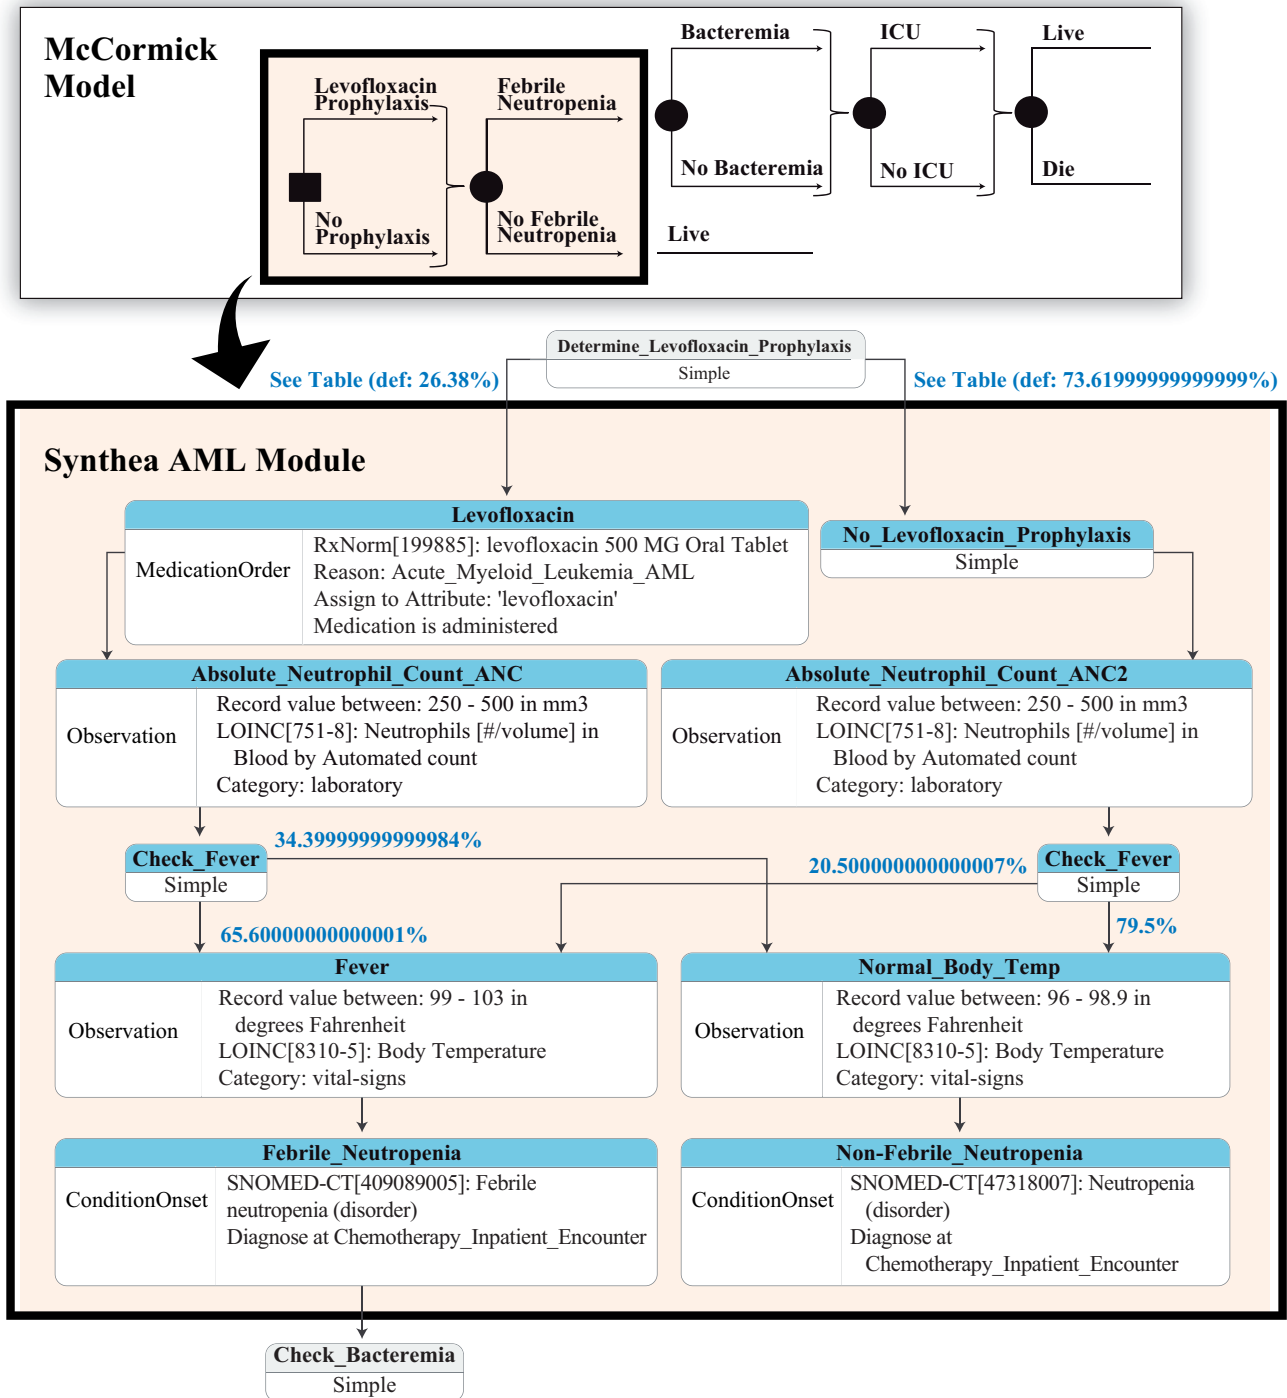 McCormick
Model
Levofloxacin
Prophylaxis
No
Prophylaxis
Febrile
Neutropenia
No Febrile
Neutropenia
Bacteremia
No Bacteremia
ICU
No ICU
Live
Die
Live
Determine_Levofloxacin_Prophylaxis
Simple
See Table (def: 26.38%)
See Table (def: 73.61999999999999%)
Synthea AML Module
Levofloxacin
MedicationOrder
RxNorm[199885]: levofloxacin 500 MG Oral Tablet
Reason: Acute_Myeloid_Leukemia_AML
Assign to Attribute: 'levofloxacin'
Medication is administered
No_Levofloxacin_Prophylaxis
Simple
Absolute_Neutrophil_Count_ANC
Observation
Record value between: 250 - 500 in mm3
LOINC[751-8]: Neutrophils [#/volume] in
Blood by Automated count
Category: laboratory
Absolute_Neutrophil_Count_ANC2
Observation
Record value between: 250 - 500 in mm3
LOINC[751-8]: Neutrophils [#/volume] in
Blood by Automated count
Category: laboratory
Check_Fever
Simple
34.39999999999984%
65.60000000000001%
20.500000000000007%
Check_Fever
Simple
79.5%
Fever
Observation
Record value between: 99 - 103 in
degrees Fahrenheit
LOINC[8310-5]: Body Temperature
Category: vital-signs
Normal_Body_Temp
Observation
Record value between: 96 - 98.9 in
degrees Fahrenheit
LOINC[8310-5]: Body Temperature
Category: vital-signs
Febrile_Neutropenia
ConditionOnset
SNOMED-CT[409089005]: Febrile
neutropenia (disorder)
Diagnose at Chemotherapy_Inpatient_Encounter
Non-Febrile_Neutropenia
ConditionOnset
SNOMED-CT[47318007]: Neutropenia
(disorder)
Diagnose at
Chemotherapy_Inpatient_Encounter
Check_Bacteremia
Simple